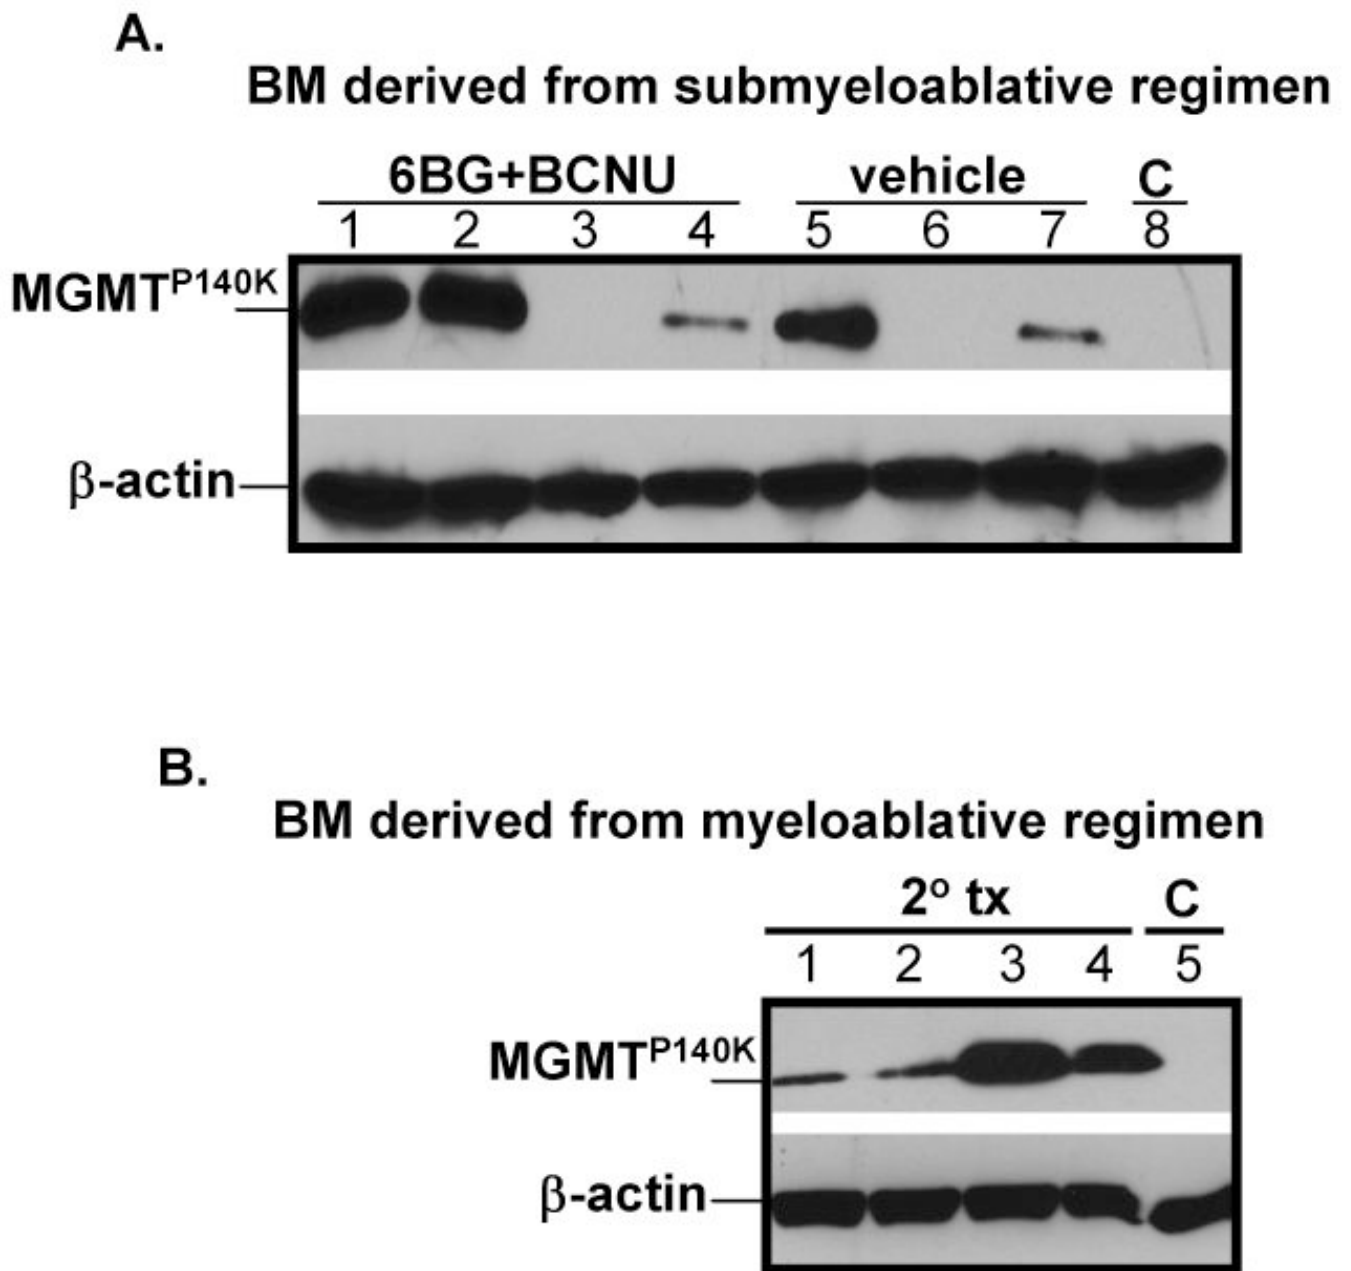 A.
BM derived from submyeloablative regimen
6BG+BCNU vehicle C
1 2 3 4 5 6 7 8
MGMTP140K
β-actin
B.
BM derived from myeloablative regimen
2o tx C
1 2 3 4 5
MGMTP140K
β-actin